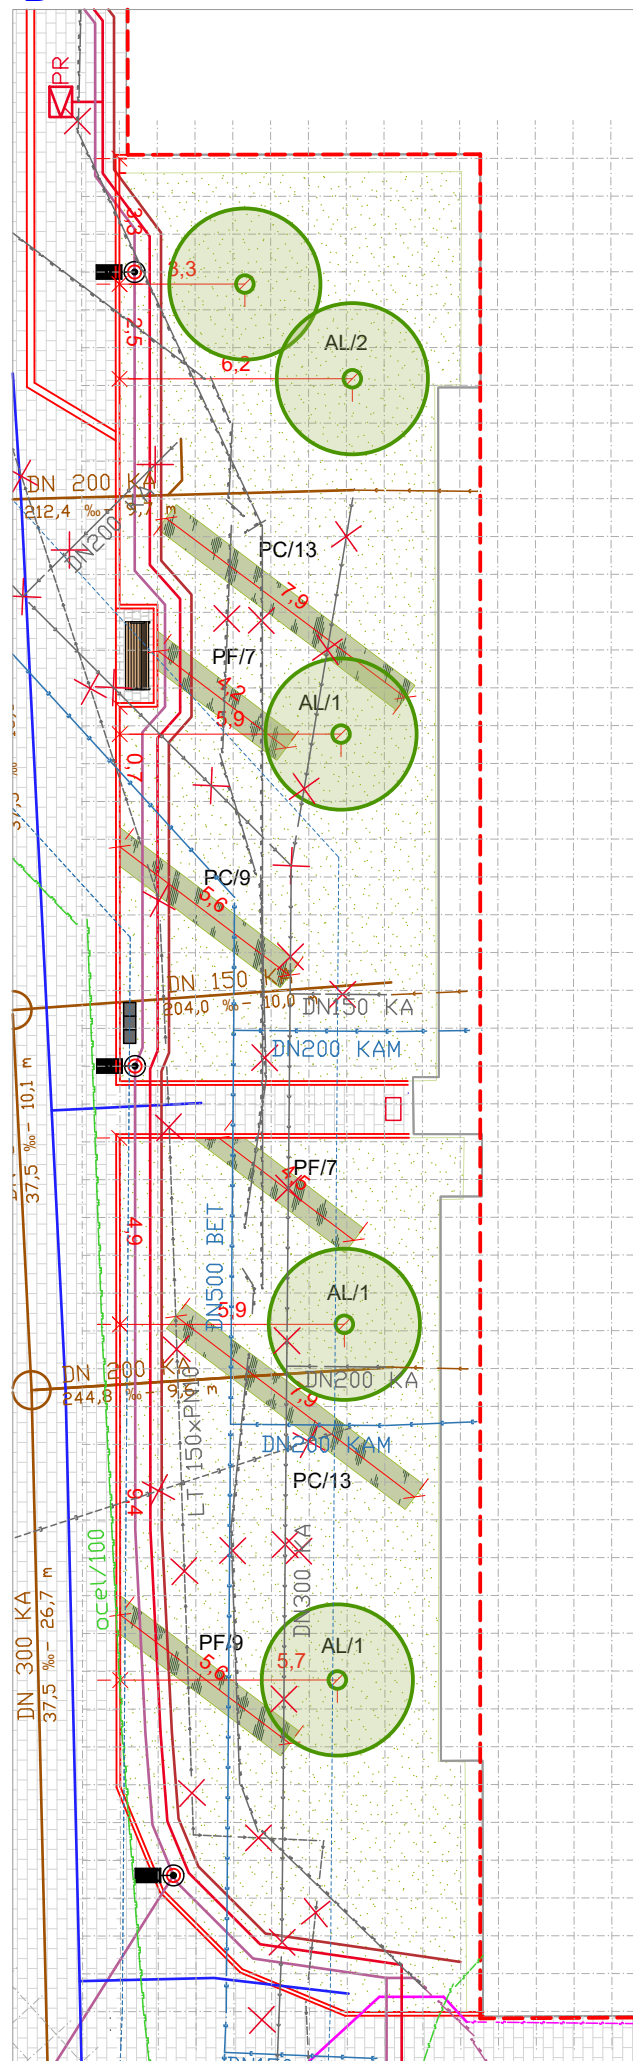 PR
3,3
3,3
2,5
AL/2
6,2
DN 200 KA
212,4 ‰ - 9,7 m
DN200
PC/13
7,9
PF/7
4,2
AL/1
5,9
0,7
PC/9
5,6
DN 150 KA
204,0 ‰ - 10,0 m
DN150 KA
DN200 KAM
37,5 ‰ - 10,1 m
PF/7
4,6
4,9
DN500 BET
AL/1
5,9
DN 200 KA
244,8 ‰ - 9,6 m
DN200 KA
7,9
LT 150xPN10
DN200 KAM
PC/13
9,4
DN300 KA
ocel/100
DN 300 KA
37,5 ‰ - 26,7 m
PF/9
AL/1
5,6
5,7